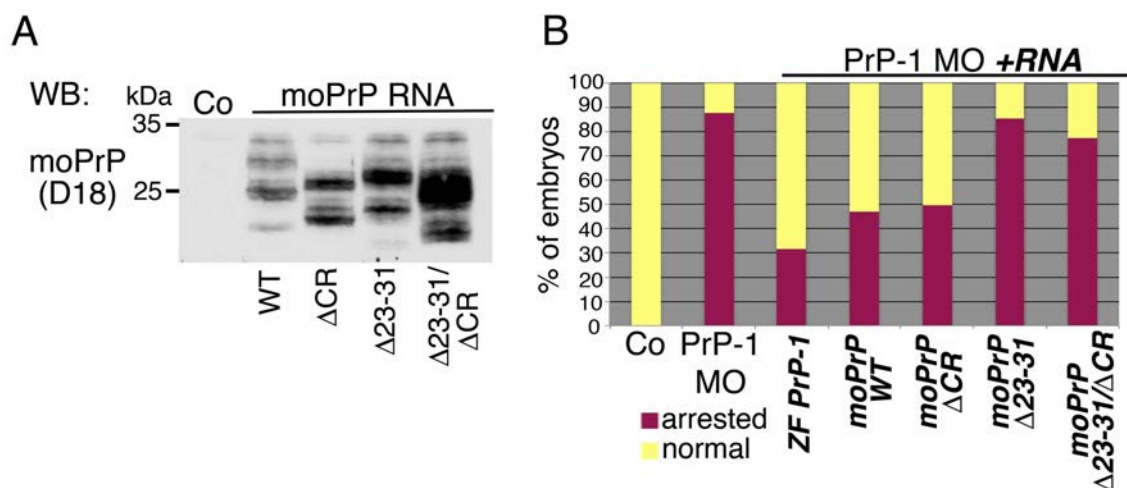 A
WB:
kDa
Co
moPrP RNA
35
moPrP
(D18)
25
WT
ΔCR
Δ23-31
Δ23-31/
ΔCR
B
PrP-1 MO +RNA
% of embryos
100
90
80
70
60
50
40
30
20
10
0
Co
PrP-1
MO
ZF PrP-1
moPrP
WT
moPrP
ΔCR
moPrP
Δ23-31
moPrP
Δ23-31/ΔCR
arrested
normal